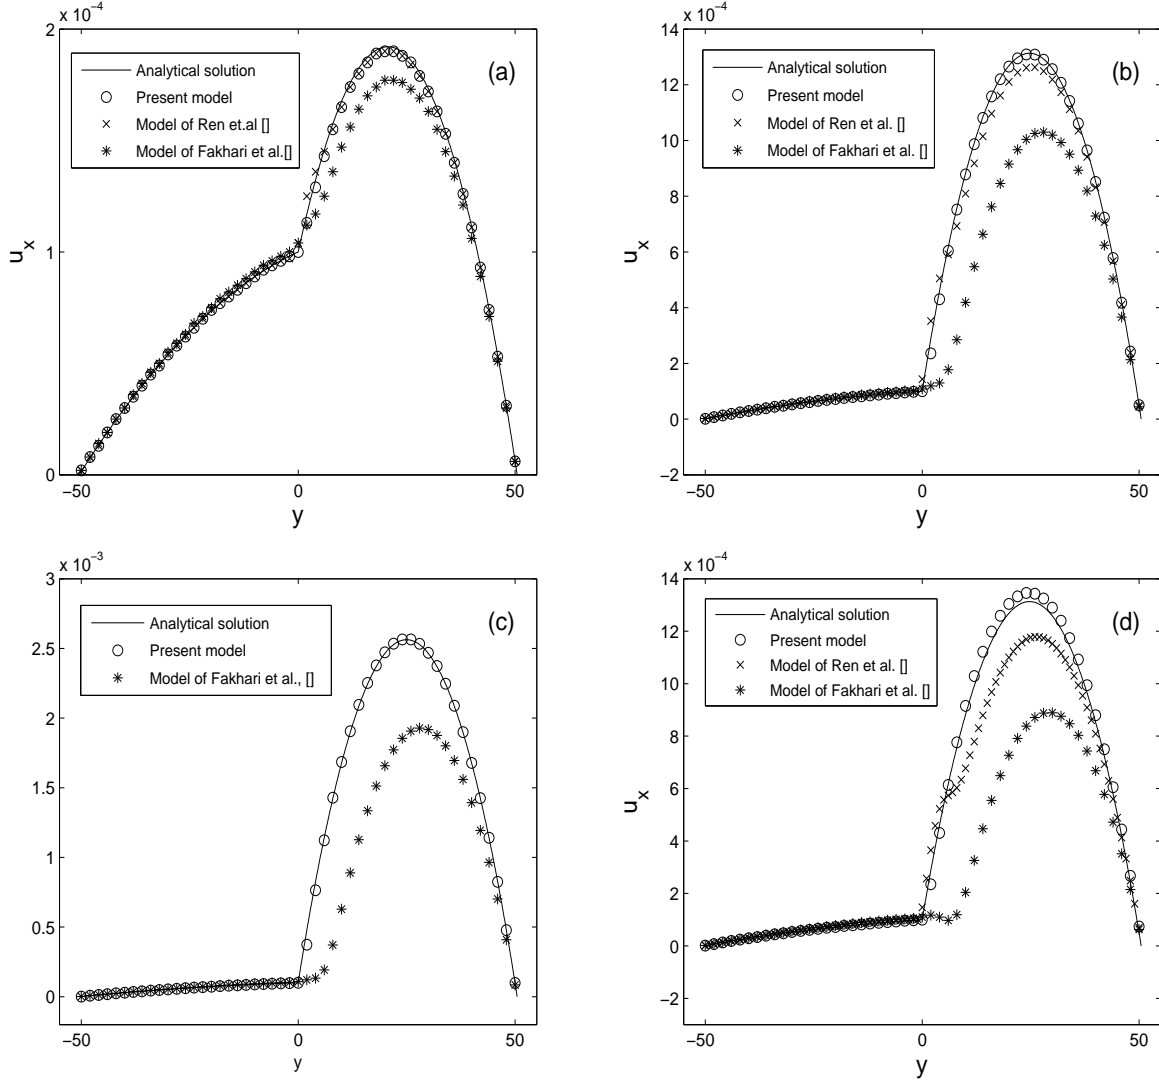 x 10⁻⁴
2
1
0
−50
0
50
u_x
y
(a)
Analytical solution
Present model
Model of Ren et.al []
Model of Fakhari et al.[]
x 10⁻⁴
14
12
10
8
6
4
2
0
−2
−50
0
50
u_x
y
(b)
Analytical solution
Present model
Model of Ren et al. []
Model of Fakhari et al. []
x 10⁻³
3
2.5
2
1.5
1
0.5
0
−50
0
50
y
(c)
Analytical solution
Present model
Model of Fakhari et al., []
x 10⁻⁴
14
12
10
8
6
4
2
0
−2
−50
0
50
u_x
y
(d)
Analytical solution
Present model
Model of Ren et al. []
Model of Fakhari et al. []